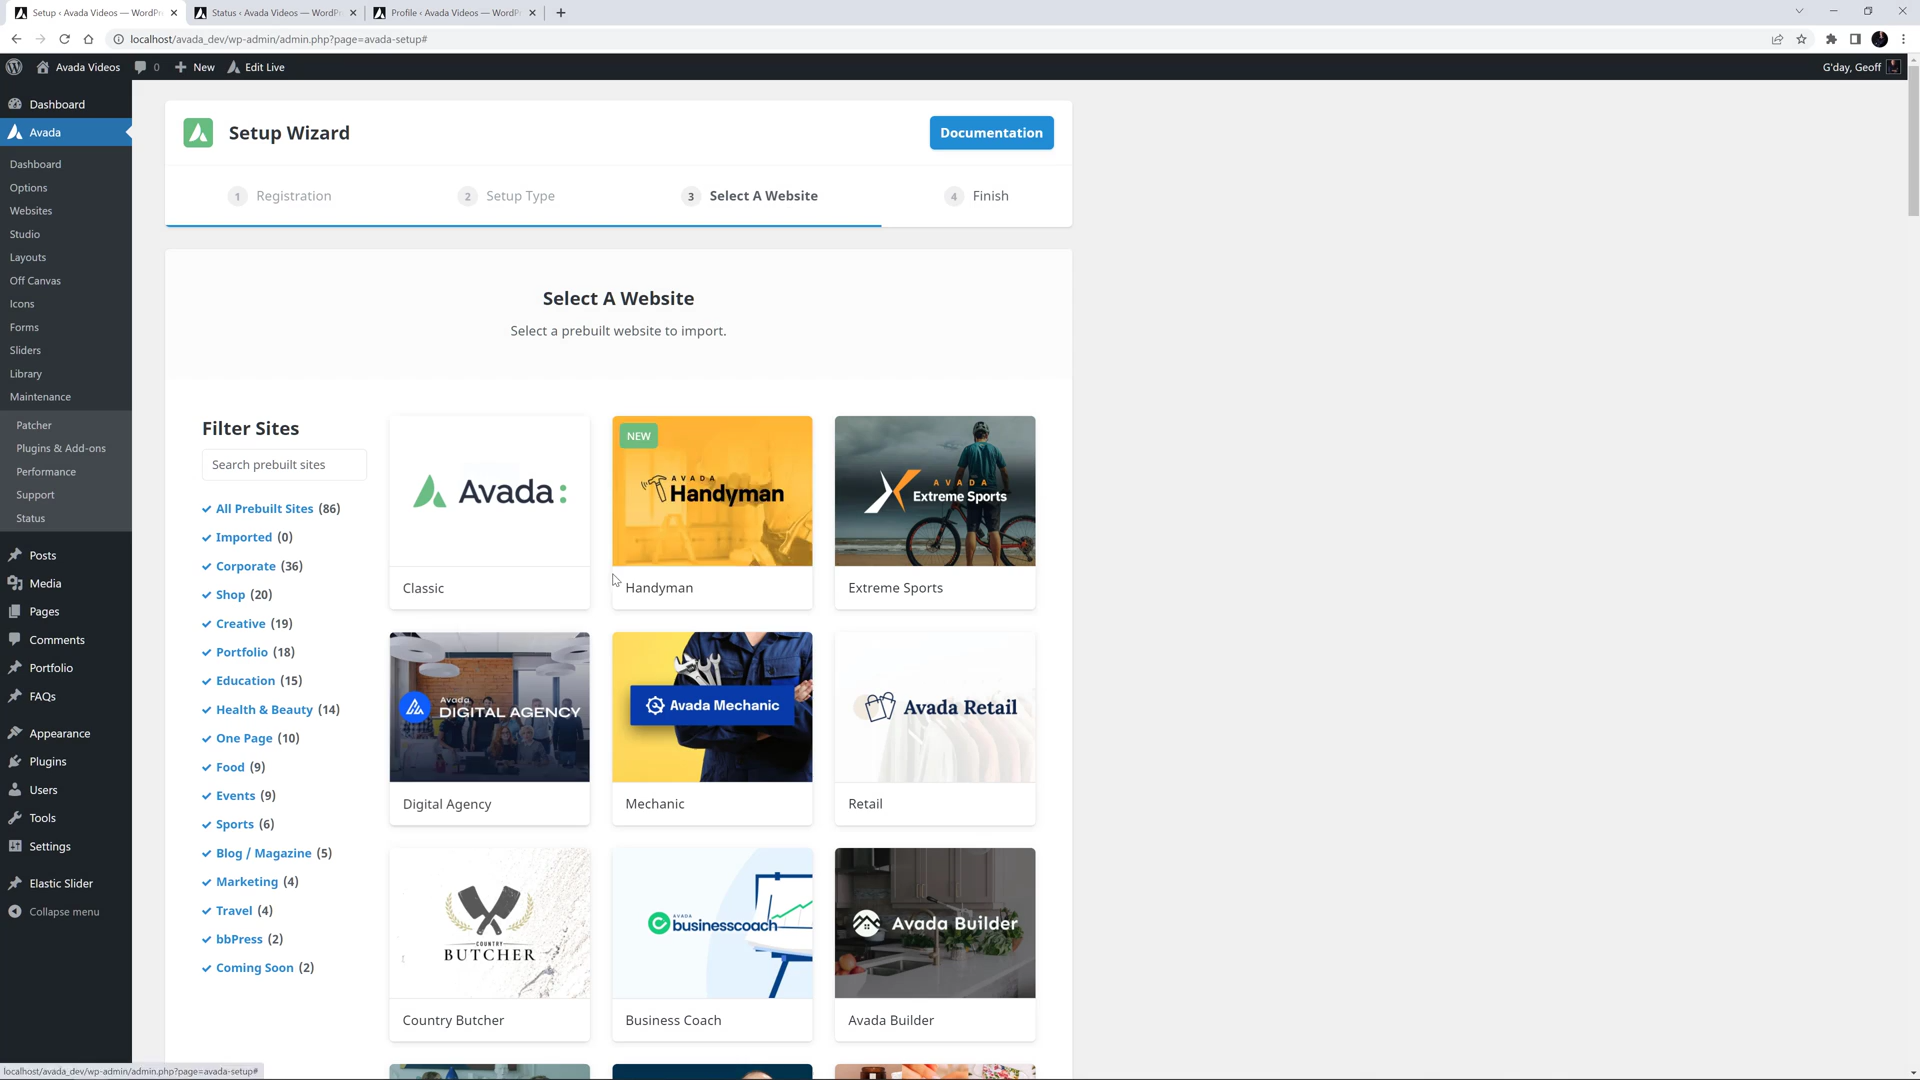 Setup ‹ Avada Videos — WordPr
Status ‹ Avada Videos — WordPr
Profile ‹ Avada Videos — WordPr
localhost/avada_dev/wp-admin/admin.php?page=avada-setup#
Avada Videos
0
New
Edit Live
G'day, Geoff
Dashboard
Avada
Dashboard
Options
Websites
Studio
Layouts
Off Canvas
Icons
Forms
Sliders
Library
Maintenance
Patcher
Plugins & Add-ons
Performance
Support
Status
Posts
Media
Pages
Comments
Portfolio
FAQs
Appearance
Plugins
Users
Tools
Settings
Elastic Slider
Collapse menu
Setup Wizard
Documentation
1 Registration
2 Setup Type
3 Select A Website
4 Finish
Select A Website
Select a prebuilt website to import.
Filter Sites
Search prebuilt sites
All Prebuilt Sites (86)
Imported (0)
Corporate (36)
Shop (20)
Creative (19)
Portfolio (18)
Education (15)
Health & Beauty (14)
One Page (10)
Food (9)
Events (9)
Sports (6)
Blog / Magazine (5)
Marketing (4)
Travel (4)
bbPress (2)
Coming Soon (2)
Avada:
Classic
NEW
AVADA
Handyman
Handyman
AVADA
Extreme Sports
Extreme Sports
Avada
DIGITAL AGENCY
Digital Agency
Avada Mechanic
Mechanic
Avada Retail
Retail
COUNTRY
BUTCHER
Country Butcher
AVADA
businesscoach
Business Coach
Avada Builder
Avada Builder
localhost/avada_dev/wp-admin/admin.php?page=avada-setup#